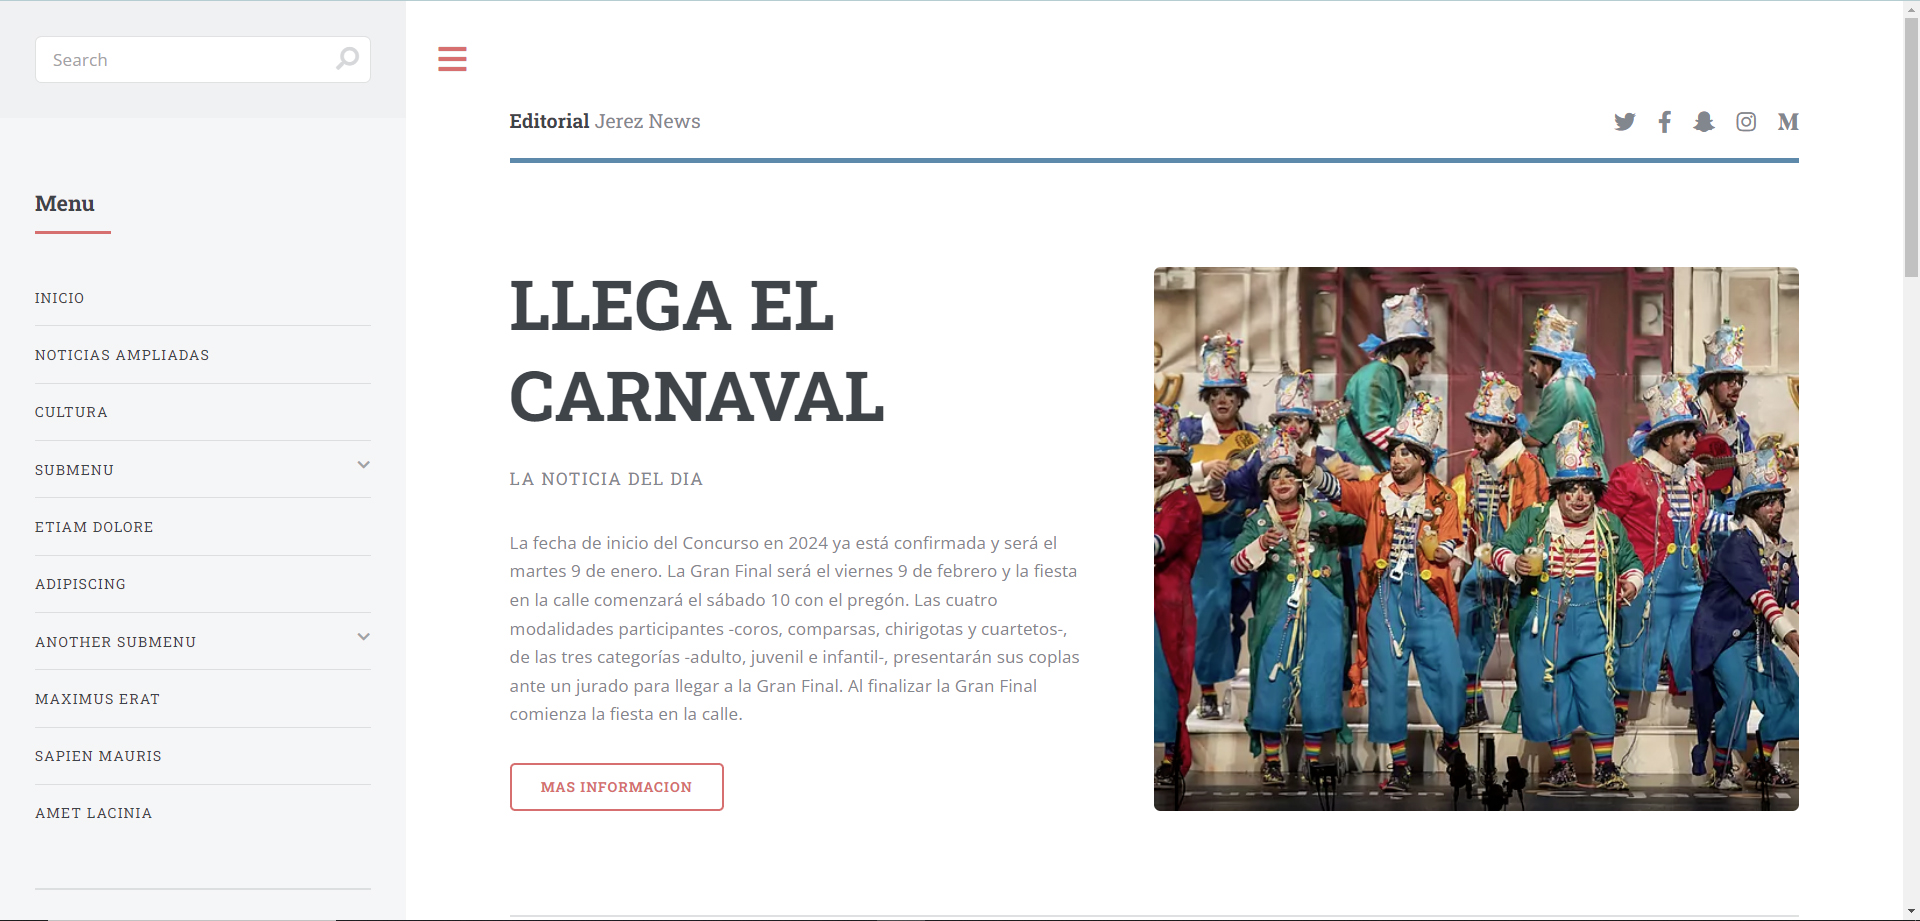 Search
Menu
INICIO
NOTICIAS AMPLIADAS
CULTURA
SUBMENU
ETIAM DOLORE
ADIPISCING
ANOTHER SUBMENU
MAXIMUS ERAT
SAPIEN MAURIS
AMET LACINIA
Editorial Jerez News
LLEGA EL
CARNAVAL
LA NOTICIA DEL DIA
La fecha de inicio del Concurso en 2024 ya está confirmada y será el
martes 9 de enero. La Gran Final será el viernes 9 de febrero y la fiesta
en la calle comenzará el sábado 10 con el pregón. Las cuatro
modalidades participantes -coros, comparsas, chirigotas y cuartetos-,
de las tres categorías -adulto, juvenil e infantil-, presentarán sus coplas
ante un jurado para llegar a la Gran Final. Al finalizar la Gran Final
comienza la fiesta en la calle.
MAS INFORMACION